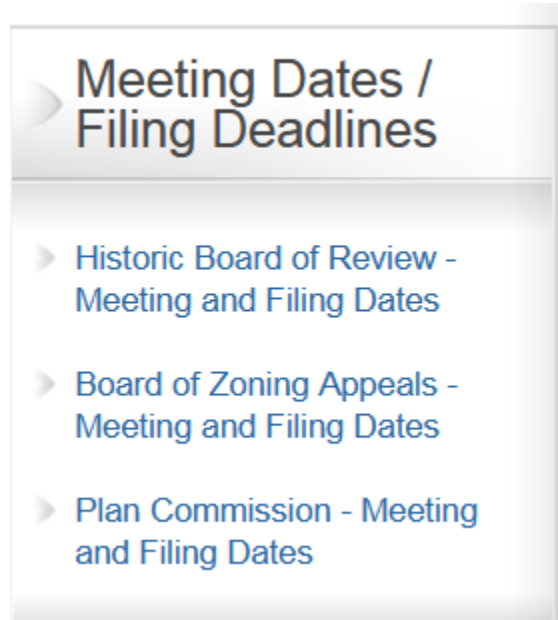 Meeting Dates /
Filing Deadlines
Historic Board of Review -
Meeting and Filing Dates
Board of Zoning Appeals -
Meeting and Filing Dates
Plan Commission - Meeting
and Filing Dates